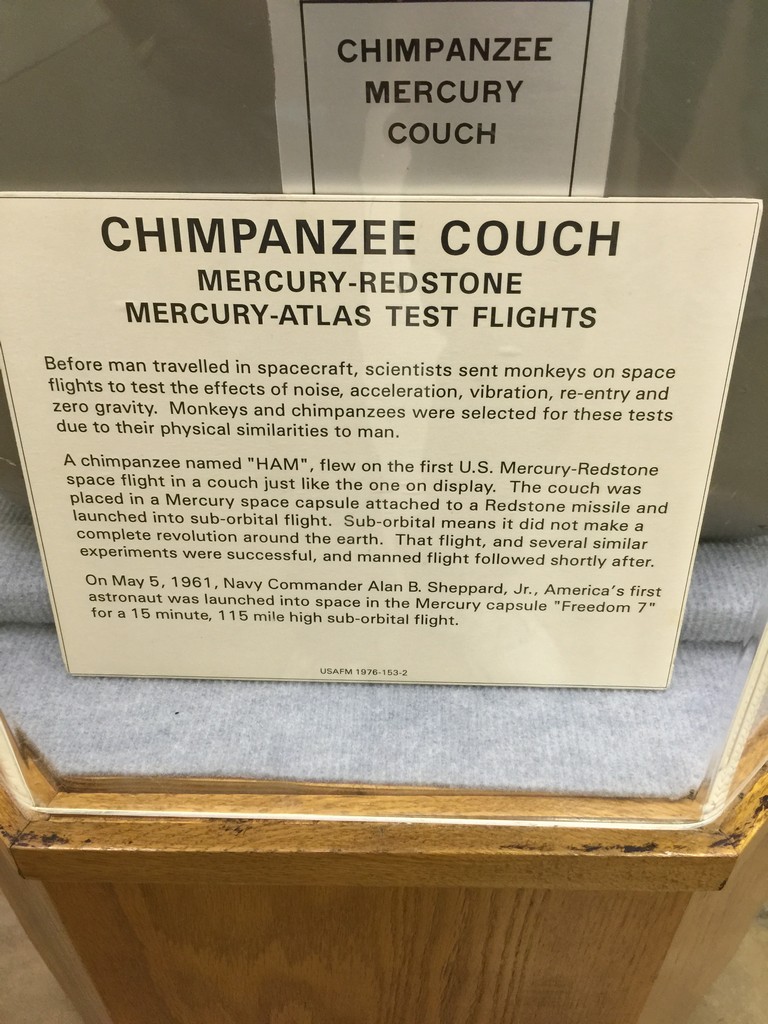 CHIMPANZEE
MERCURY
COUCH
CHIMPANZEE COUCH
MERCURY-REDSTONE
MERCURY-ATLAS TEST FLIGHTS
Before man travelled in spacecraft, scientists sent monkeys on space
flights to test the effects of noise, acceleration, vibration, re-entry and
zero gravity. Monkeys and chimpanzees were selected for these tests
due to their physical similarities to man.
A chimpanzee named "HAM", flew on the first U.S. Mercury-Redstone
space flight in a couch just like the one on display. The couch was
placed in a Mercury space capsule attached to a Redstone missile and
launched into sub-orbital flight. Sub-orbital means it did not make a
complete revolution around the earth. That flight, and several similar
experiments were successful, and manned flight followed shortly after.
On May 5, 1961, Navy Commander Alan B. Sheppard, Jr., America's first
astronaut was launched into space in the Mercury capsule "Freedom 7"
for a 15 minute, 115 mile high sub-orbital flight.
USAFM 1976-153-2